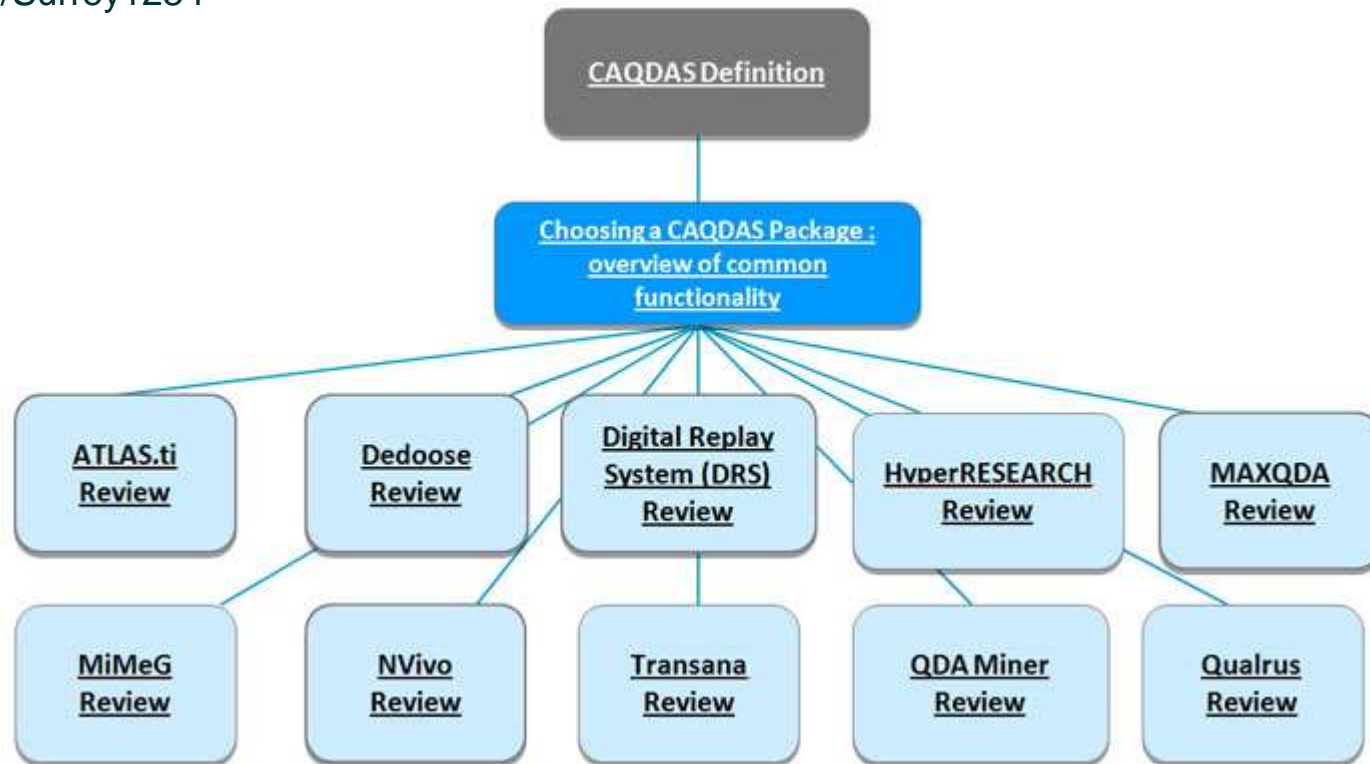 CAQDAS Definition
Choosing a CAQDAS Package :
overview of common
functionality
ATLAS.ti
Review
Dedoose
Review
Digital Replay
System (DRS)
Review
HyperRESEARCH
Review
MAXQDA
Review
MiMeG
Review
NVivo
Review
Transana
Review
QDA Miner
Review
Qualrus
Review